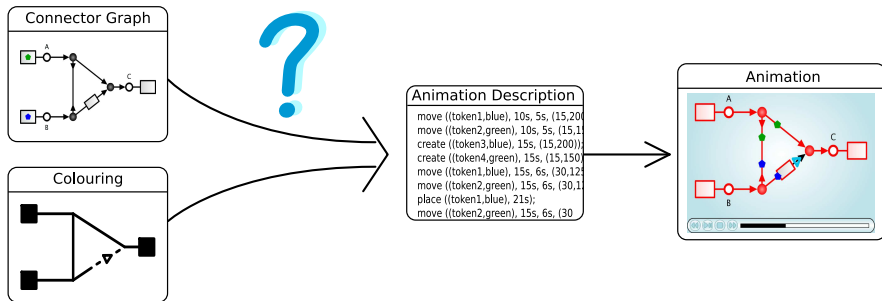 Connector Graph
A
C
B
?
Colouring
Animation Description
move ((token1,blue), 10s, 5s, (15,200
move ((token2,green), 10s, 5s, (15,15
create ((token3,blue), 15s, (15,200));
create ((token4,green), 15s, (15,150);
move ((token1,blue), 15s, 6s, (30,125
move ((token2,green), 15s, 6s, (30,12
place ((token1,blue), 21s);
move ((token2,green), 15s, 6s, (30
Animation
A
C
B